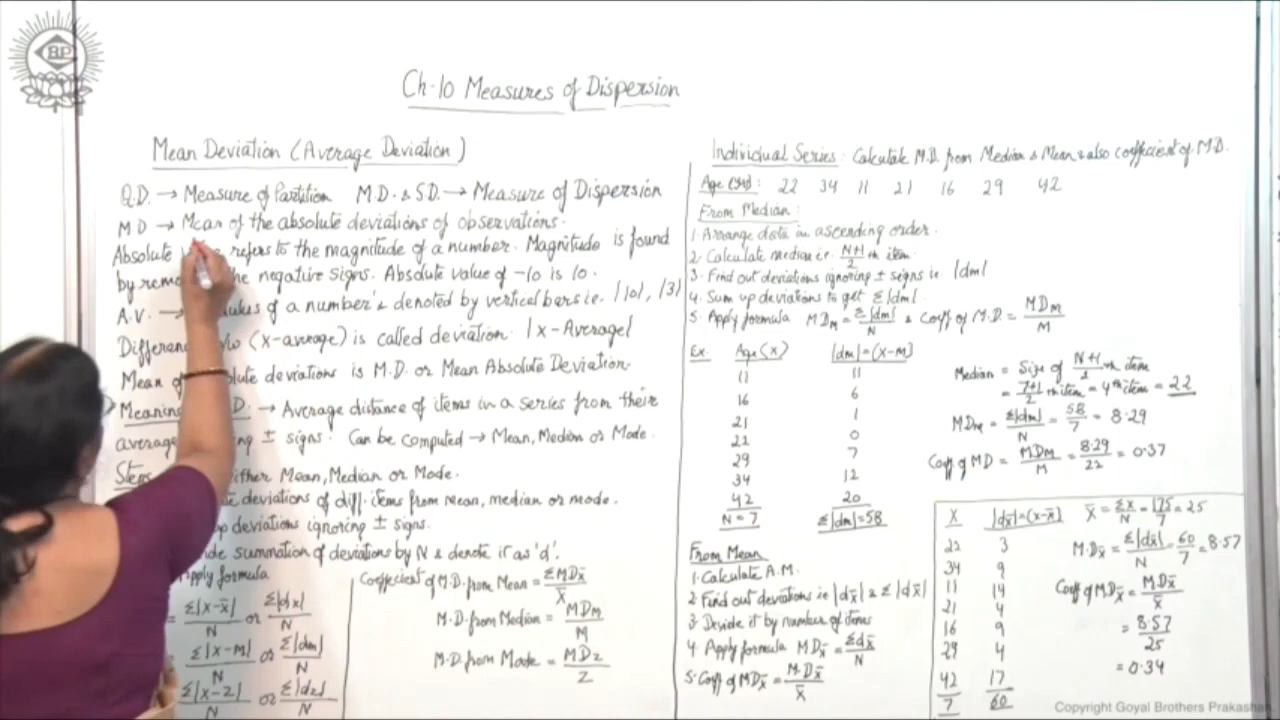 BP
Ch-10 Measures of Dispersion
Mean Deviation (Average Deviation)
Q.D. → Measure of Partition M.D. & S.D. → Measure of Dispersion
MD → Mean of the absolute deviations of observations.
Absolute refers to the magnitude of a number. Magnitude is found
by the negative signs. Absolute value of -10 is 10.
A.V. → of a number & denoted by vertical bars i.e. |10|, |3|
(x-average) is called deviation. |x-Average|
Mean of deviations is M.D. or Mean Absolute Deviation.
Meaning → Average distance of items in a series from their
average ± signs. Can be computed → Mean, Median or Mode.
Steps either Mean, Median or Mode.
deviations of diff. items from mean, median or mode.
deviations ignoring ± signs.
summation of deviations by N & denote it as 'd'.
Apply formula
= Σ|x-x̄|/N or Σ|dx|/N
Σ|x-M|/N or Σ|dm|/N
Σ|x-Z|/N or Σ|dz|/N
Coefficient of M.D. from Mean = ΣMDx̄/x̄
M.D. from Median = MDM/M
M.D. from Mode = MDz/Z
Individual Series: Calculate M.D. from Median & Mean & also coefficient of M.D.
Age (yrs): 22 34 11 21 16 29 42
From Median:
1. Arrange data in ascending order.
2. Calculate median i.e. N+1/2 th item
3. Find out deviations ignoring ± signs i.e. |dm|
4. Sum up deviations to get Σ|dm|.
5. Apply formula MDm = Σ|dm|/N & Coeff of M.D. = MDm/M
Ex. Age (x) |dm|=(x-M)
11 11
16 6
21 1
22 0
29 7
34 12
42 20
N=7 Σ|dm|=58
Median = Size of N+1/2 th item
= 7+1/2 th item = 4th item = 22
MDm = Σ|dm|/N = 58/7 = 8.29
Coeff of MD = MDM/M = 8.29/22 = 0.37
From Mean
1. Calculate A.M.
2. Find out deviations i.e |dx̄| & Σ|dx̄|
3. Devide it by number of items
4. Apply formula MDx̄ = Σdx̄/N
5. Coeff of MDx̄ = M.Dx̄/x̄
X |dx̄|=(x-x̄)
22 3
34 9
11 14
21 4
16 9
29 4
42 17
7 60
x̄ = Σx/N = 175/7 = 25
M.Dx̄ = Σ|dx̄|/N = 60/7 = 8.57
Coeff of MDx̄ = MDx̄/x̄
= 8.57/25
= 0.34
Copyright Goyal Brothers Prakashan